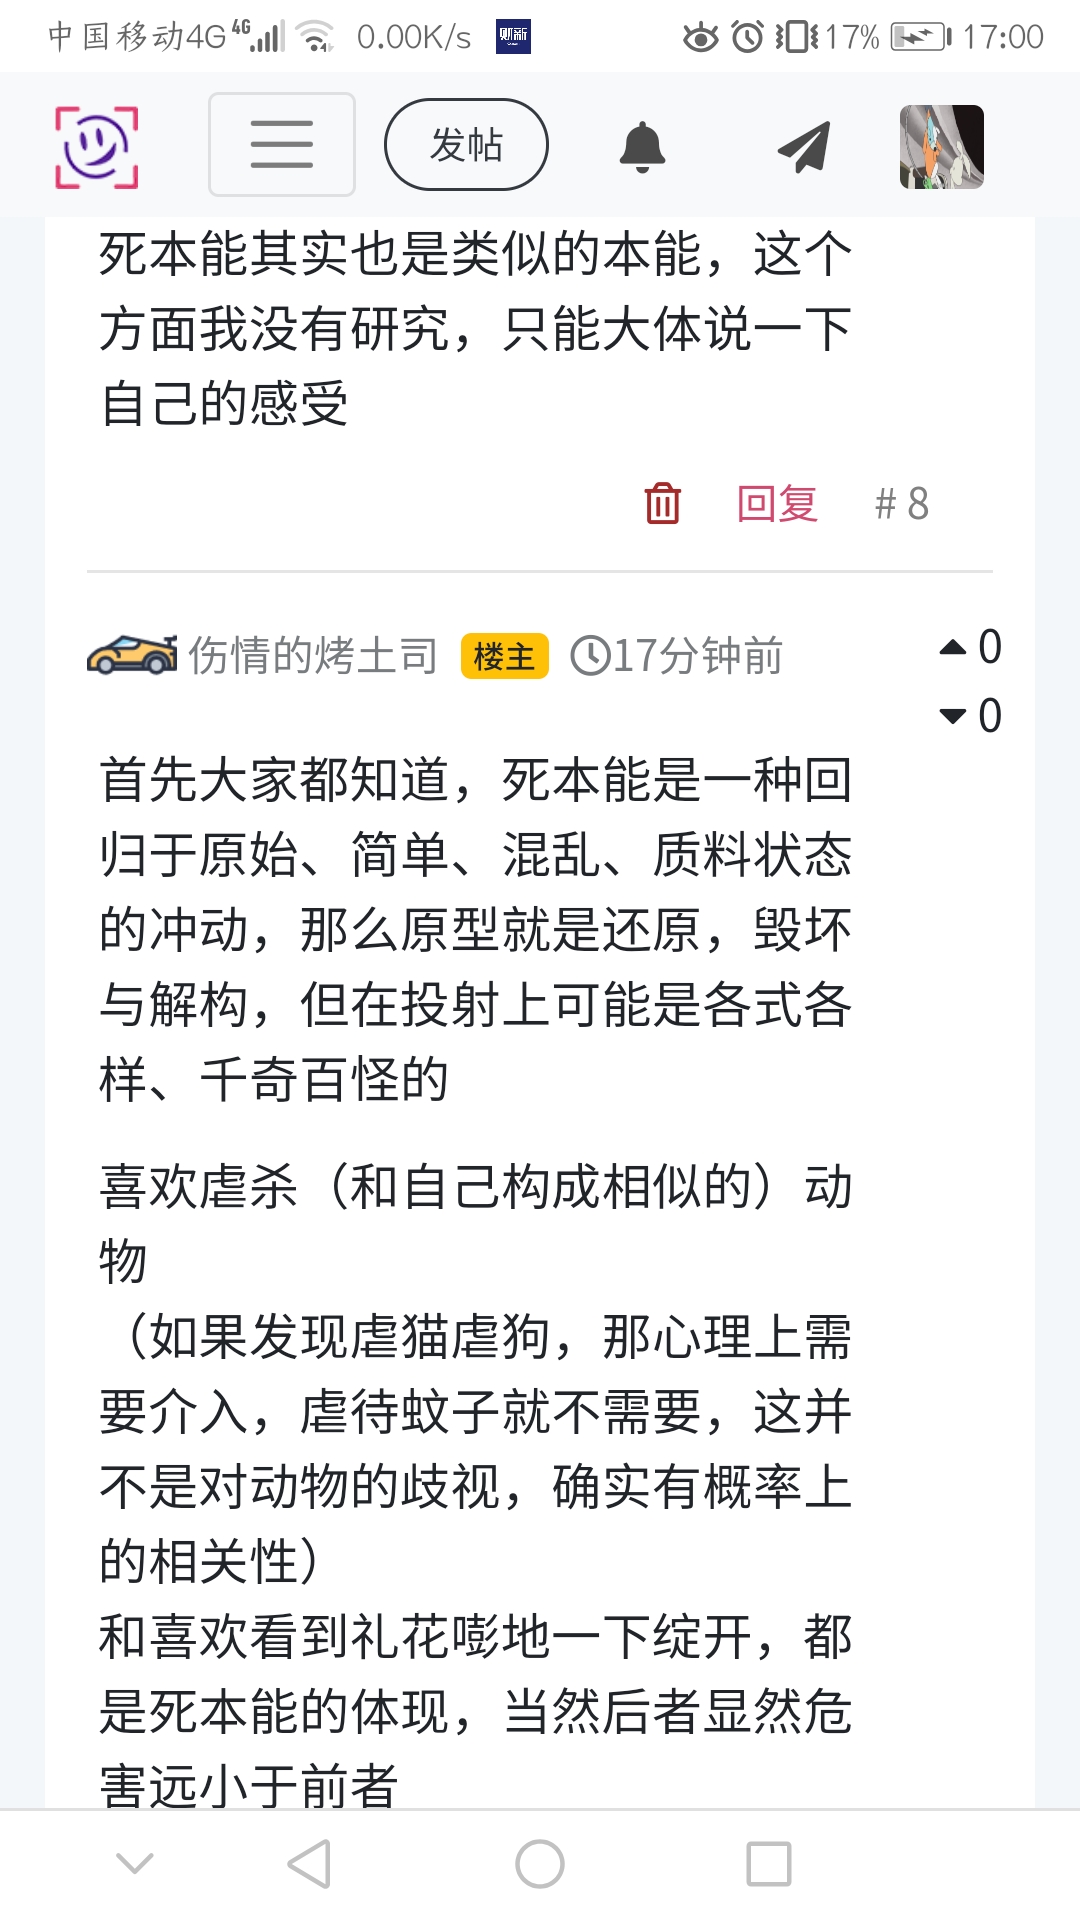 中国移动4G 4G 0.00K/s 财新 17% 17:00
发帖
死本能其实也是类似的本能，这个
方面我没有研究，只能大体说一下
自己的感受
回复 # 8
伤情的烤土司 楼主 17分钟前 0
0
首先大家都知道，死本能是一种回
归于原始、简单、混乱、质料状态
的冲动，那么原型就是还原，毁坏
与解构，但在投射上可能是各式各
样、千奇百怪的
喜欢虐杀（和自己构成相似的）动
物
（如果发现虐猫虐狗，那心理上需
要介入，虐待蚊子就不需要，这并
不是对动物的歧视，确实有概率上
的相关性）
和喜欢看到礼花嘭地一下绽开，都
是死本能的体现，当然后者显然危
害远小于前者